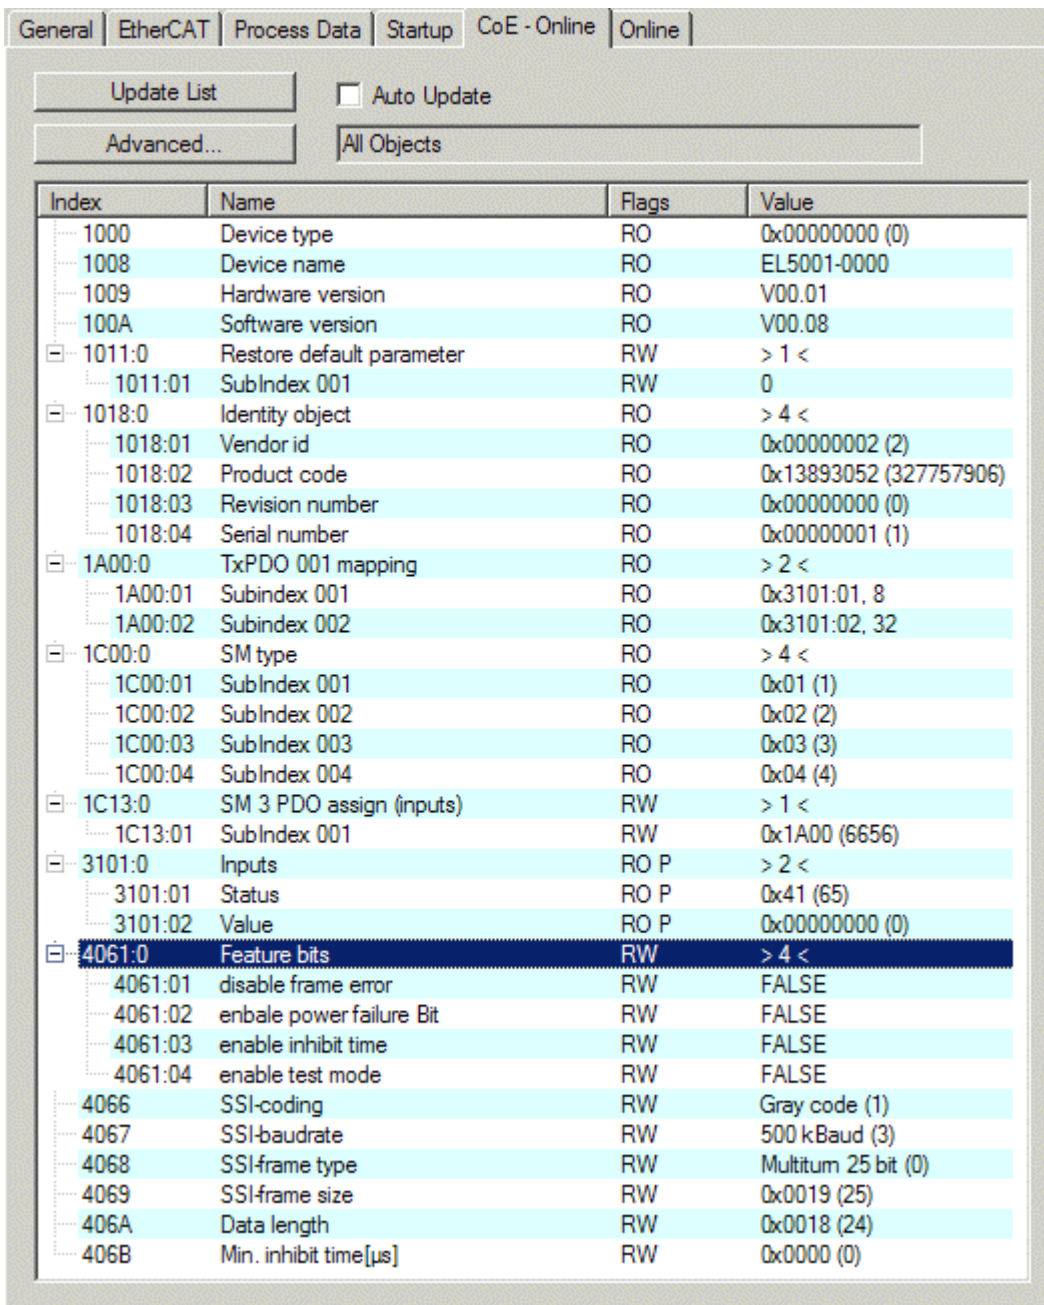 General EtherCAT Process Data Startup CoE - Online Online
Update List Auto Update
Advanced... All Objects
Index Name Flags Value
1000 Device type RO 0x00000000 (0)
1008 Device name RO EL5001-0000
1009 Hardware version RO V00.01
100A Software version RO V00.08
1011:0 Restore default parameter RW > 1 <
1011:01 SubIndex 001 RW 0
1018:0 Identity object RO > 4 <
1018:01 Vendor id RO 0x00000002 (2)
1018:02 Product code RO 0x13893052 (327757906)
1018:03 Revision number RO 0x00000000 (0)
1018:04 Serial number RO 0x00000001 (1)
1A00:0 TxPDO 001 mapping RO > 2 <
1A00:01 Subindex 001 RO 0x3101:01, 8
1A00:02 Subindex 002 RO 0x3101:02, 32
1C00:0 SM type RO > 4 <
1C00:01 SubIndex 001 RO 0x01 (1)
1C00:02 SubIndex 002 RO 0x02 (2)
1C00:03 SubIndex 003 RO 0x03 (3)
1C00:04 SubIndex 004 RO 0x04 (4)
1C13:0 SM 3 PDO assign (inputs) RW > 1 <
1C13:01 SubIndex 001 RW 0x1A00 (6656)
3101:0 Inputs RO P > 2 <
3101:01 Status RO P 0x41 (65)
3101:02 Value RO P 0x00000000 (0)
4061:0 Feature bits RW > 4 <
4061:01 disable frame error RW FALSE
4061:02 enbale power failure Bit RW FALSE
4061:03 enable inhibit time RW FALSE
4061:04 enable test mode RW FALSE
4066 SSI-coding RW Gray code (1)
4067 SSI-baudrate RW 500 kBaud (3)
4068 SSI-frame type RW Multiturn 25 bit (0)
4069 SSI-frame size RW 0x0019 (25)
406A Data length RW 0x0018 (24)
406B Min. inhibit time[µs] RW 0x0000 (0)